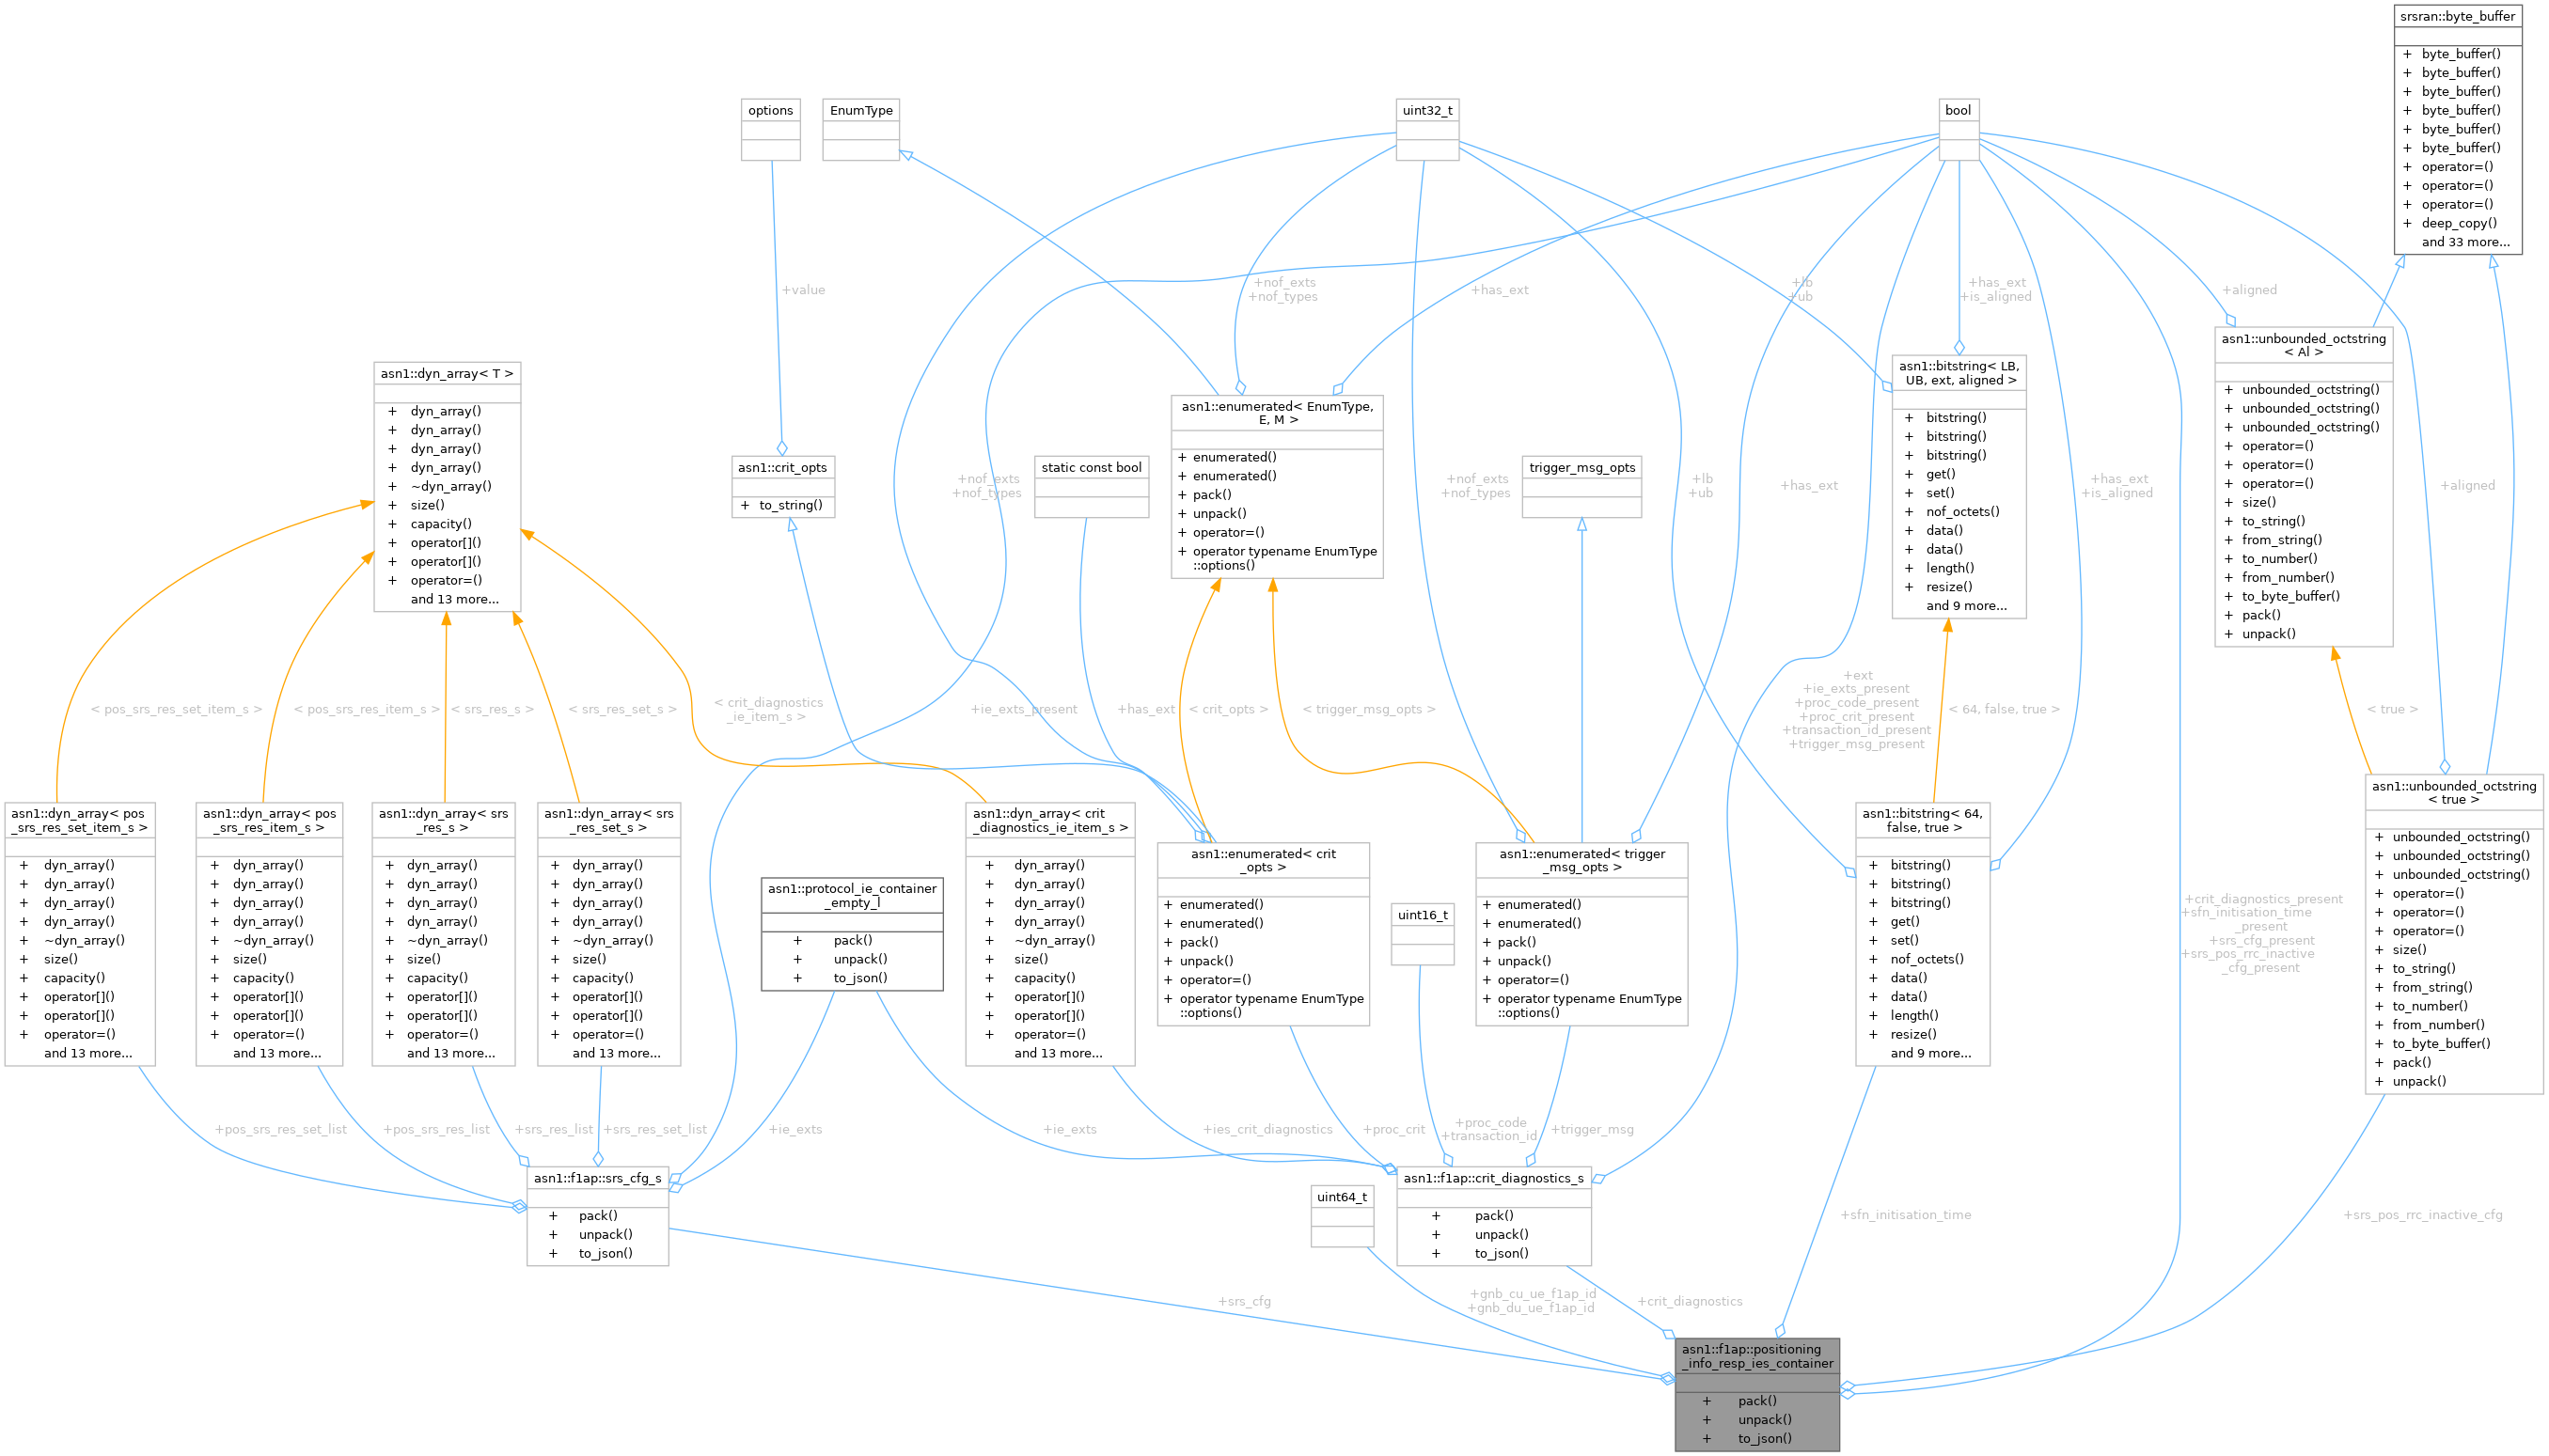 srsran::byte_buffer
+ byte_buffer()
+ byte_buffer()
+ byte_buffer()
+ byte_buffer()
+ byte_buffer()
+ byte_buffer()
+ operator=()
+ operator=()
+ operator=()
+ deep_copy()
and 33 more...
options
EnumType
uint32_t
bool
+value
+nof_exts
+nof_types
+has_ext
+lb
+ub
+has_ext
+is_aligned
+aligned
asn1::unbounded_octstring
< Al >
+ unbounded_octstring()
+ unbounded_octstring()
+ unbounded_octstring()
+ operator=()
+ operator=()
+ operator=()
+ size()
+ to_string()
+ from_string()
+ to_number()
+ from_number()
+ to_byte_buffer()
+ pack()
+ unpack()
asn1::bitstring< LB,
UB, ext, aligned >
+ bitstring()
+ bitstring()
+ bitstring()
+ get()
+ set()
+ nof_octets()
+ data()
+ data()
+ length()
+ resize()
and 9 more...
asn1::dyn_array< T >
+ dyn_array()
+ dyn_array()
+ dyn_array()
+ dyn_array()
+ ~dyn_array()
+ size()
+ capacity()
+ operator[]()
+ operator[]()
+ operator=()
and 13 more...
asn1::enumerated< EnumType,
E, M >
+ enumerated()
+ enumerated()
+ pack()
+ unpack()
+ operator=()
+ operator typename EnumType
::options()
asn1::crit_opts
+ to_string()
static const bool
trigger_msg_opts
+nof_exts
+nof_types
+nof_exts
+nof_types
+lb
+ub
+has_ext
+has_ext
+is_aligned
+aligned
< pos_srs_res_set_item_s >
< pos_srs_res_item_s >
< srs_res_s >
< srs_res_set_s >
< crit_diagnostics
_ie_item_s >
+ie_exts_present
+has_ext
< crit_opts >
< trigger_msg_opts >
+ext
+ie_exts_present
+proc_code_present
+proc_crit_present
+transaction_id_present
+trigger_msg_present
< 64, false, true >
< true >
asn1::dyn_array< pos
_srs_res_set_item_s >
+ dyn_array()
+ dyn_array()
+ dyn_array()
+ dyn_array()
+ ~dyn_array()
+ size()
+ capacity()
+ operator[]()
+ operator[]()
+ operator=()
and 13 more...
asn1::dyn_array< pos
_srs_res_item_s >
+ dyn_array()
+ dyn_array()
+ dyn_array()
+ dyn_array()
+ ~dyn_array()
+ size()
+ capacity()
+ operator[]()
+ operator[]()
+ operator=()
and 13 more...
asn1::dyn_array< srs
_res_s >
+ dyn_array()
+ dyn_array()
+ dyn_array()
+ dyn_array()
+ ~dyn_array()
+ size()
+ capacity()
+ operator[]()
+ operator[]()
+ operator=()
and 13 more...
asn1::dyn_array< srs
_res_set_s >
+ dyn_array()
+ dyn_array()
+ dyn_array()
+ dyn_array()
+ ~dyn_array()
+ size()
+ capacity()
+ operator[]()
+ operator[]()
+ operator=()
and 13 more...
asn1::protocol_ie_container
_empty_l
+ pack()
+ unpack()
+ to_json()
asn1::dyn_array< crit
_diagnostics_ie_item_s >
+ dyn_array()
+ dyn_array()
+ dyn_array()
+ dyn_array()
+ ~dyn_array()
+ size()
+ capacity()
+ operator[]()
+ operator[]()
+ operator=()
and 13 more...
asn1::enumerated< crit
_opts >
+ enumerated()
+ enumerated()
+ pack()
+ unpack()
+ operator=()
+ operator typename EnumType
::options()
uint16_t
asn1::enumerated< trigger
_msg_opts >
+ enumerated()
+ enumerated()
+ pack()
+ unpack()
+ operator=()
+ operator typename EnumType
::options()
asn1::bitstring< 64,
false, true >
+ bitstring()
+ bitstring()
+ bitstring()
+ get()
+ set()
+ nof_octets()
+ data()
+ data()
+ length()
+ resize()
and 9 more...
+crit_diagnostics_present
+sfn_initisation_time
_present
+srs_cfg_present
+srs_pos_rrc_inactive
_cfg_present
asn1::unbounded_octstring
< true >
+ unbounded_octstring()
+ unbounded_octstring()
+ unbounded_octstring()
+ operator=()
+ operator=()
+ operator=()
+ size()
+ to_string()
+ from_string()
+ to_number()
+ from_number()
+ to_byte_buffer()
+ pack()
+ unpack()
+pos_srs_res_set_list
+pos_srs_res_list
+srs_res_list
+srs_res_set_list
+ie_exts
+ie_exts
+ies_crit_diagnostics
+proc_crit
+proc_code
+transaction_id
+trigger_msg
asn1::f1ap::srs_cfg_s
+ pack()
+ unpack()
+ to_json()
uint64_t
asn1::f1ap::crit_diagnostics_s
+ pack()
+ unpack()
+ to_json()
+sfn_initisation_time
+srs_pos_rrc_inactive_cfg
+srs_cfg
+gnb_cu_ue_f1ap_id
+gnb_du_ue_f1ap_id
+crit_diagnostics
asn1::f1ap::positioning
_info_resp_ies_container
+ pack()
+ unpack()
+ to_json()